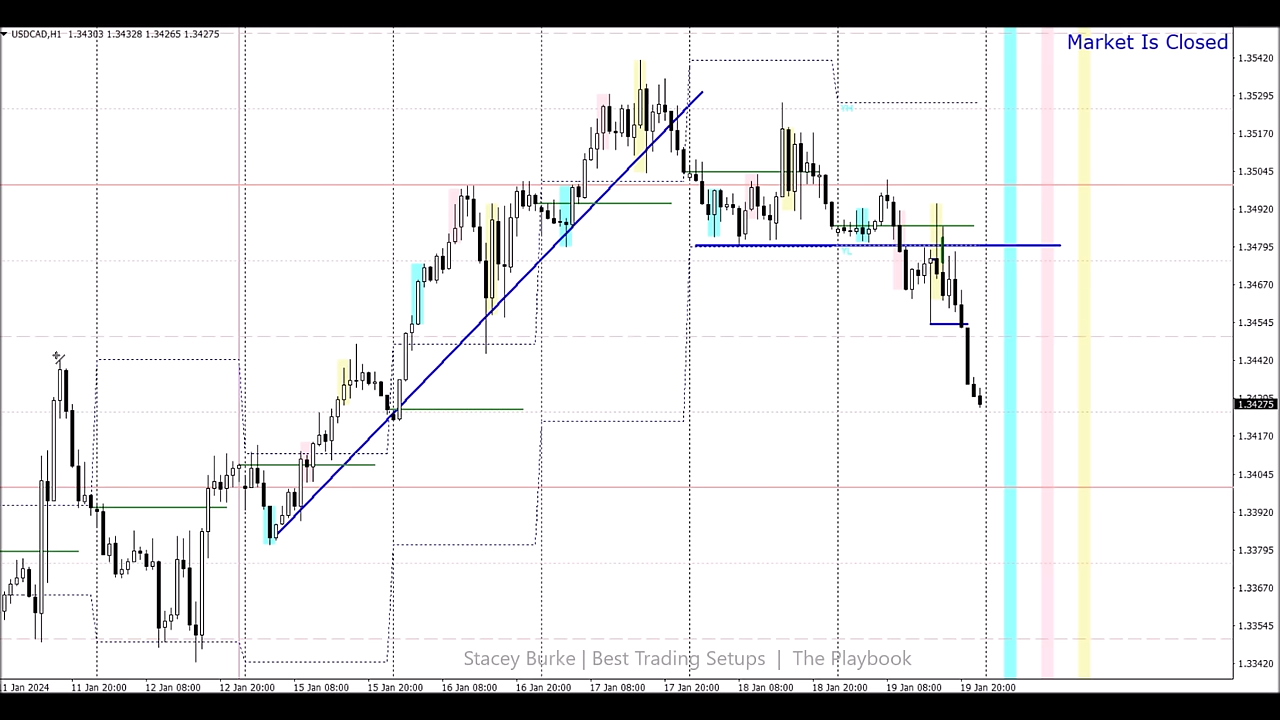 USDCAD,H1 1.34303 1.34328 1.34265 1.34275
Market Is Closed
1.35420
1.35295
1.35170
1.35045
1.34920
1.34795
1.34670
1.34545
1.34420
1.34275
1.34170
1.34045
1.33920
1.33795
1.33670
1.33545
1.33420
YH
YL
Stacey Burke | Best Trading Setups | The Playbook
1 Jan 2024 11 Jan 20:00 12 Jan 08:00 12 Jan 20:00 15 Jan 08:00 15 Jan 20:00 16 Jan 08:00 16 Jan 20:00 17 Jan 08:00 17 Jan 20:00 18 Jan 08:00 18 Jan 20:00 19 Jan 08:00 19 Jan 20:00